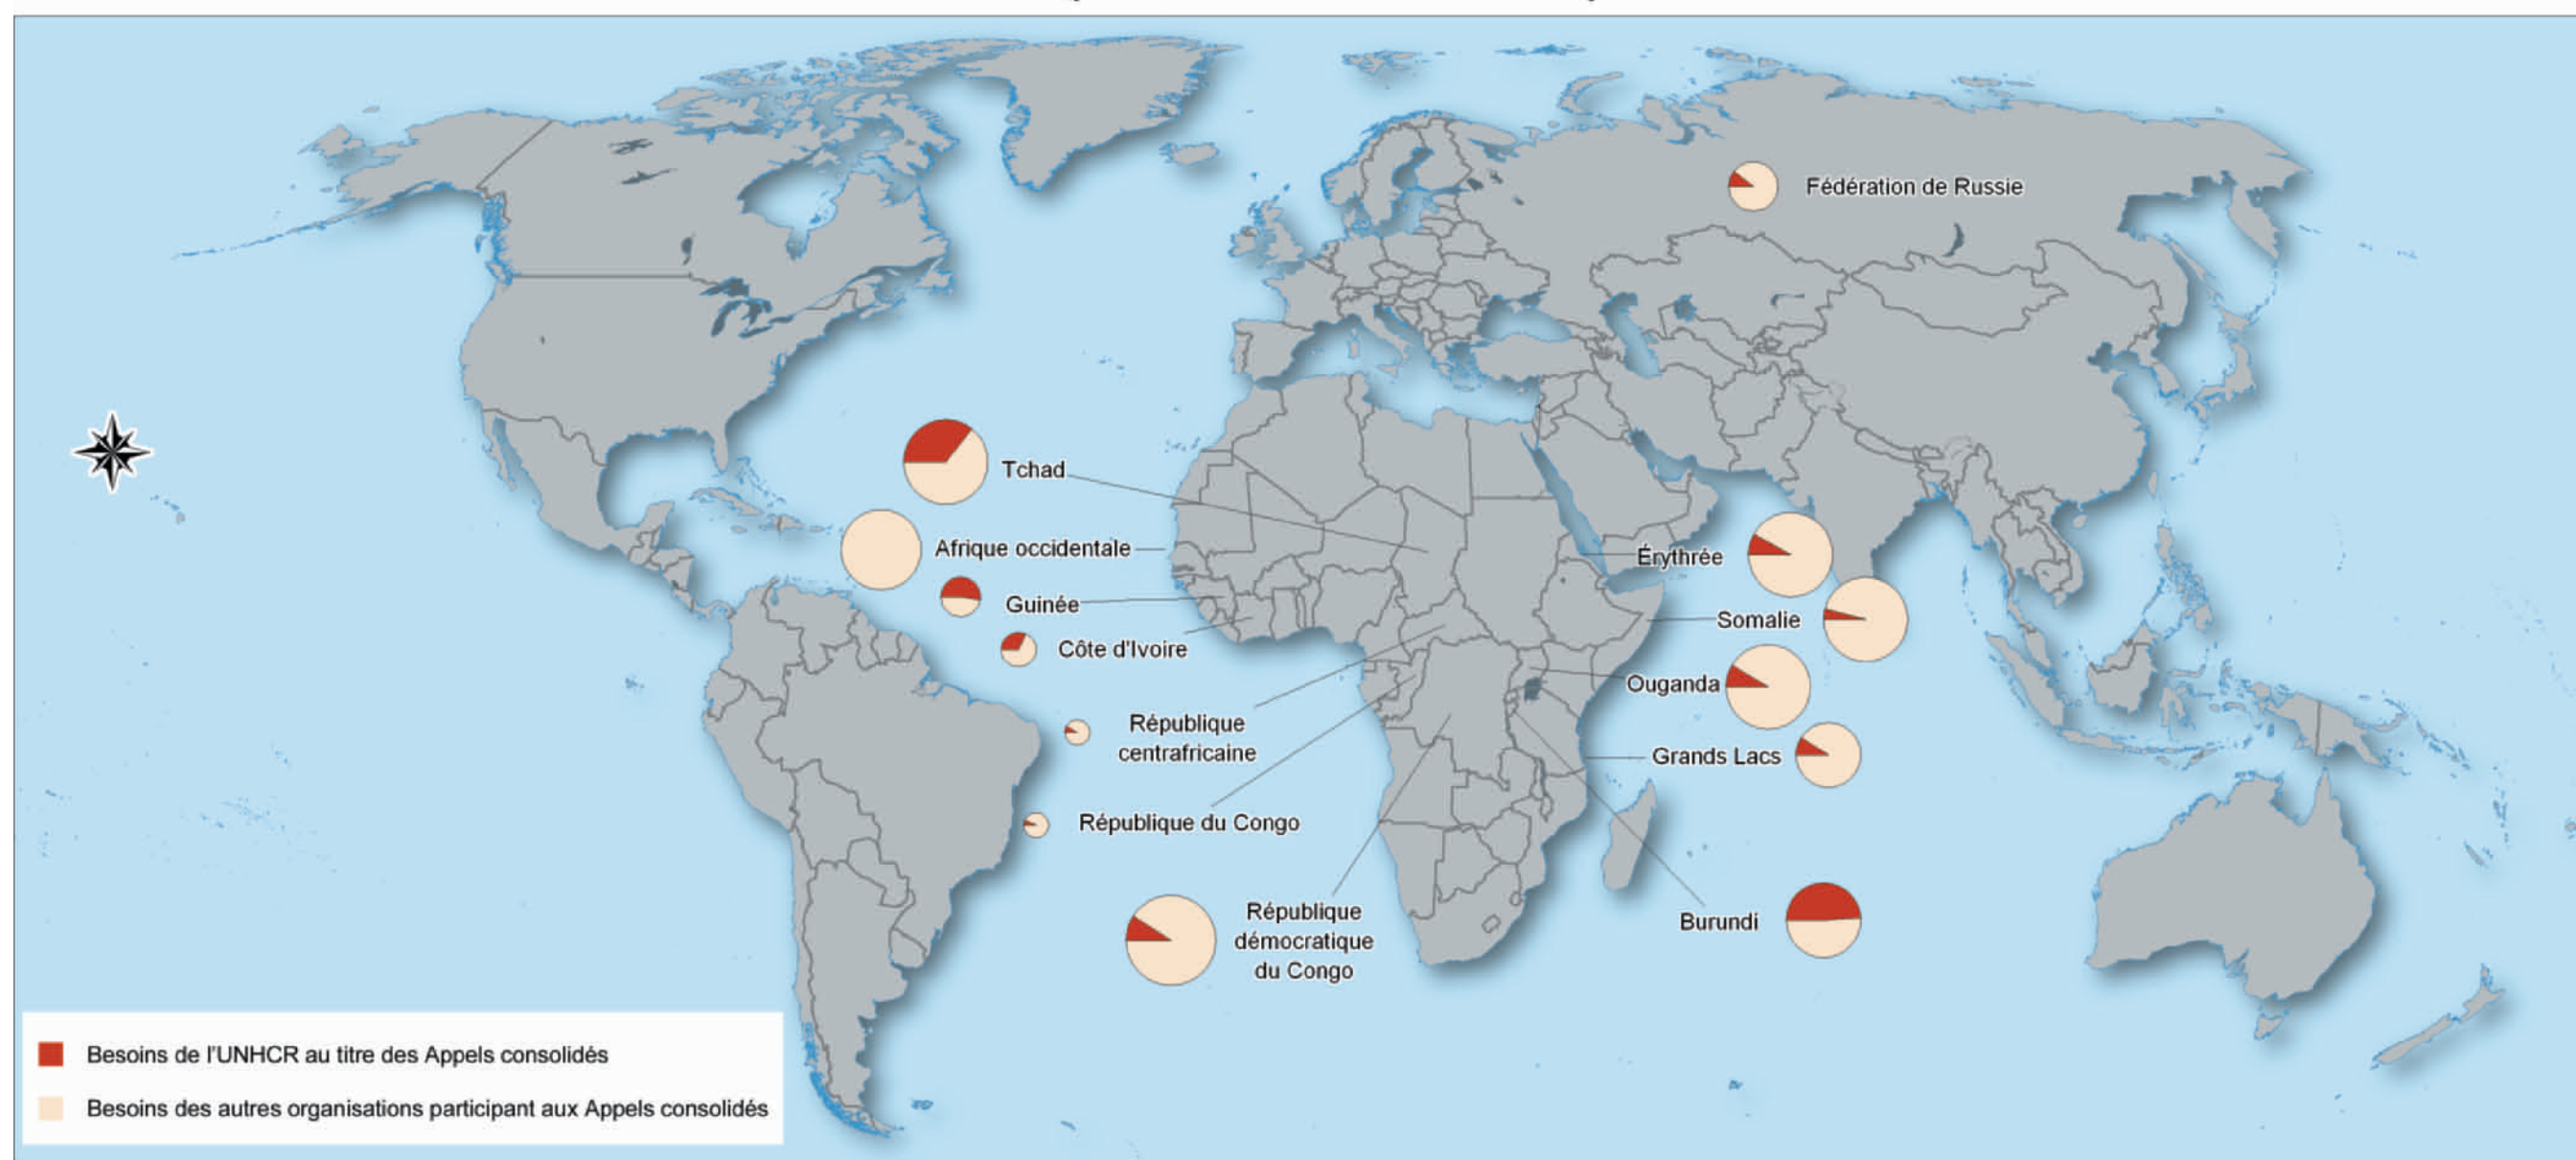 Fédération de Russie
Tchad
Afrique occidentale
Guinée
Côte d'Ivoire
République
centrafricaine
République du Congo
République
démocratique
du Congo
Érythrée
Somalie
Ouganda
Grands Lacs
Burundi
Besoins de l'UNHCR au titre des Appels consolidés
Besoins des autres organisations participant aux Appels consolidés